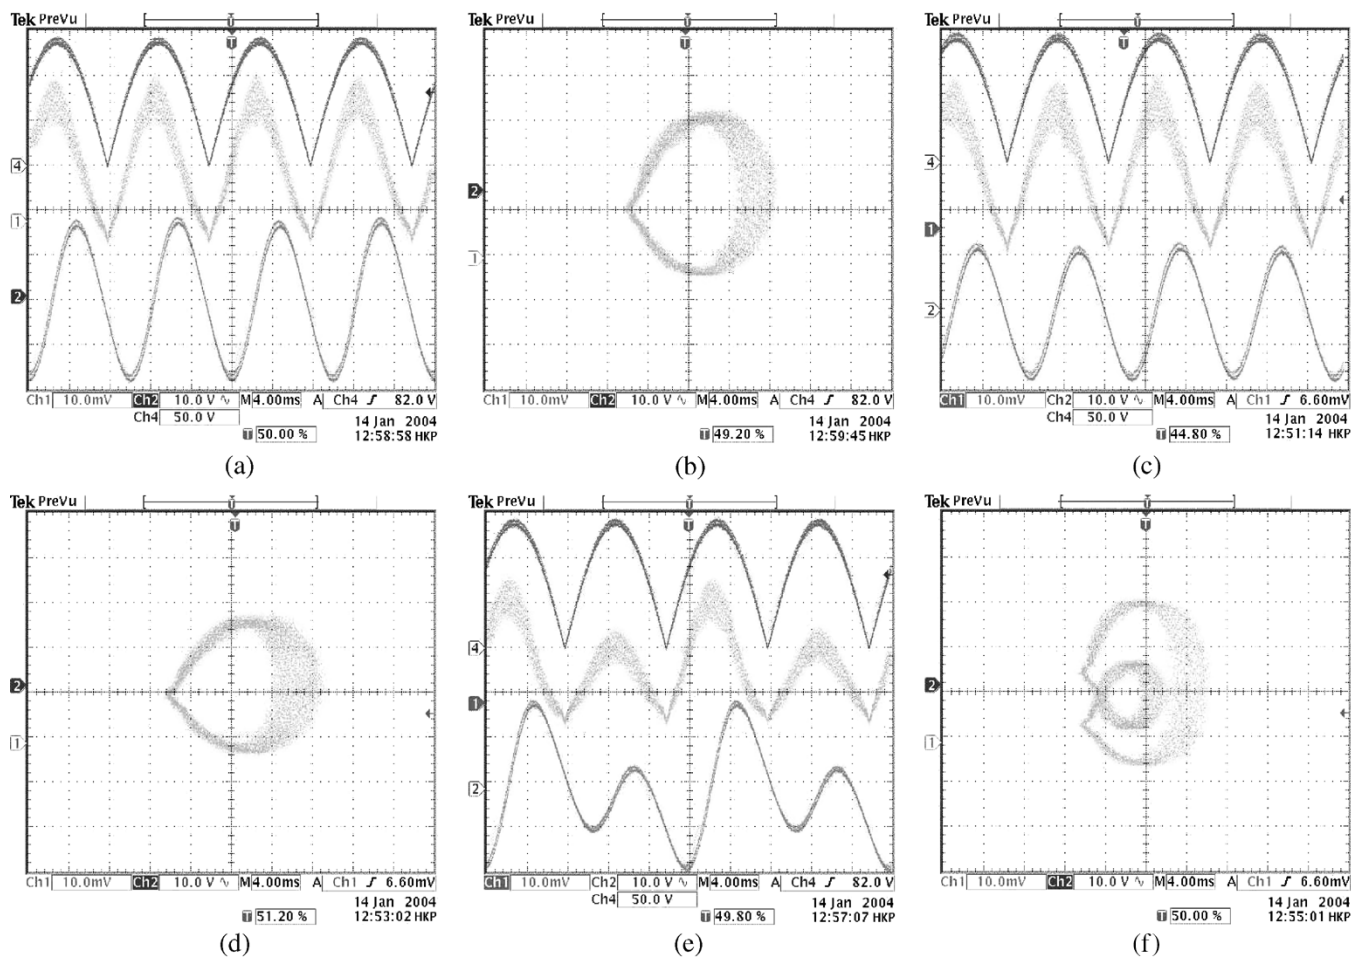 Tek PreVu
T
T
4
1
2
Ch1 10.0mV Ch2 10.0 V ∿ M 4.00ms A Ch4 ƒ 82.0 V
Ch4 50.0 V
T 50.00 %
14 Jan 2004
12:58:58 HKP
(a)
Tek PreVu
T
T
2
1
Ch1 10.0mV Ch2 10.0 V ∿ M 4.00ms A Ch4 ƒ 82.0 V
T 49.20 %
14 Jan 2004
12:59:45 HKP
(b)
Tek PreVu
T
T
4
1
2
Ch1 10.0mV Ch2 10.0 V ∿ M 4.00ms A Ch1 ƒ 6.60mV
Ch4 50.0 V
T 44.80 %
14 Jan 2004
12:51:14 HKP
(c)
Tek PreVu
T
T
2
1
Ch1 10.0mV Ch2 10.0 V ∿ M 4.00ms A Ch1 ƒ 6.60mV
T 51.20 %
14 Jan 2004
12:53:02 HKP
(d)
Tek PreVu
T
T
4
1
2
Ch1 10.0mV Ch2 10.0 V ∿ M 4.00ms A Ch4 ƒ 82.0 V
Ch4 50.0 V
T 49.80 %
14 Jan 2004
12:57:07 HKP
(e)
Tek PreVu
T
T
2
1
Ch1 10.0mV Ch2 10.0 V ∿ M 4.00ms A Ch1 ƒ 6.60mV
T 50.00 %
14 Jan 2004
12:55:01 HKP
(f)